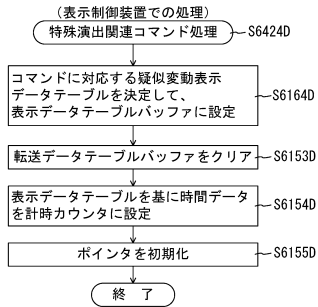 （表示制御装置での処理）
特殊演出関連コマンド処理
S6424D
コマンドに対応する疑似変動表示
データテーブルを決定して、
表示データテーブルバッファに設定
S6164D
転送データテーブルバッファをクリア
S6153D
表示データテーブルを基に時間データ
を計時カウンタに設定
S6154D
ポインタを初期化
S6155D
終　了